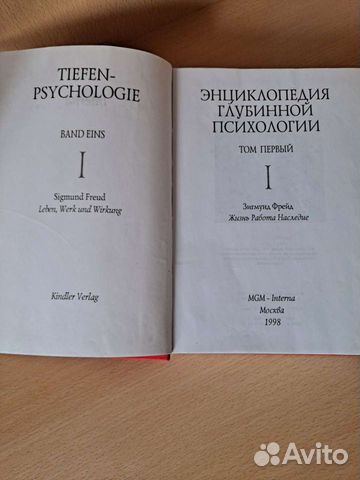 TIEFEN-
PSYCHOLOGIE
BAND EINS
I
Sigmund Freud
Leben, Werk und Wirkung
Kindler Verlag
ЭНЦИКЛОПЕДИЯ
ГЛУБИННОЙ
ПСИХОЛОГИИ
ТОМ ПЕРВЫЙ
I
Зигмунд Фрейд
Жизнь Работа Наследие
MGM - Interna
Москва
1998
Avito